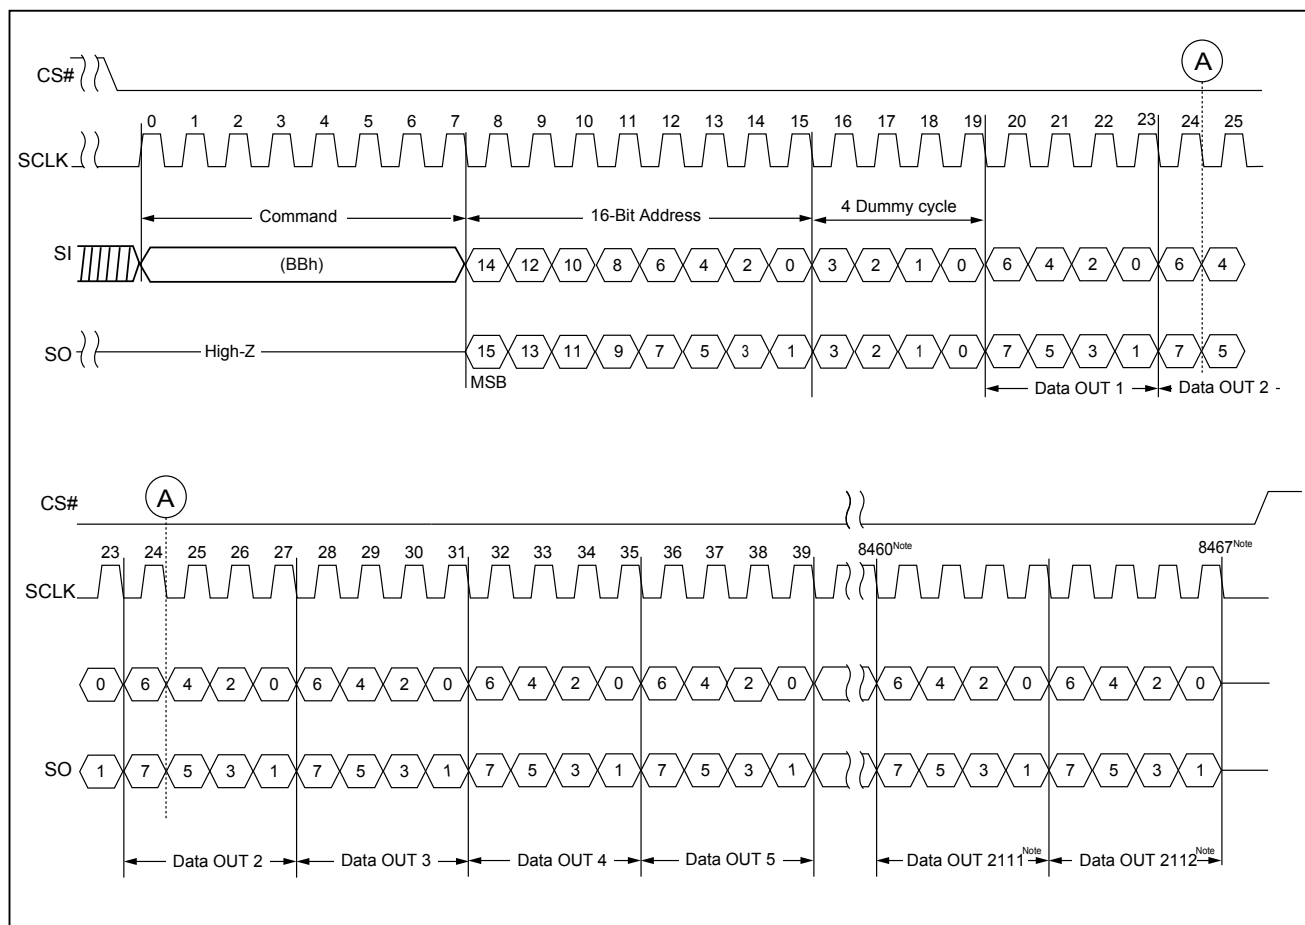 A
CS#
0 1 2 3 4 5 6 7 8 9 10 11 12 13 14 15 16 17 18 19 20 21 22 23 24 25
SCLK
Command 16-Bit Address 4 Dummy cycle
SI
(BBh) 14 12 10 8 6 4 2 0 3 2 1 0 6 4 2 0 6 4
SO High-Z 15 13 11 9 7 5 3 1 3 2 1 0 7 5 3 1 7 5
MSB
Data OUT 1 Data OUT 2
A
CS#
23 24 25 26 27 28 29 30 31 32 33 34 35 36 37 38 39 8460Note 8467Note
SCLK
0 6 4 2 0 6 4 2 0 6 4 2 0 6 4 2 0 6 4 2 0 6 4 2 0
SO 1 7 5 3 1 7 5 3 1 7 5 3 1 7 5 3 1 7 5 3 1 7 5 3 1
Data OUT 2 Data OUT 3 Data OUT 4 Data OUT 5 Data OUT 2111Note Data OUT 2112Note